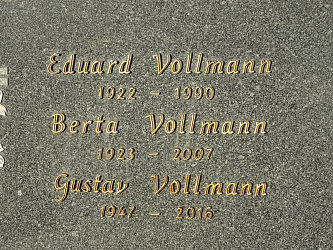 Eduard Vollmann
1922 – 1990
Berta Vollmann
1923 – 2007
Gustav Vollmann
1947 – 2016